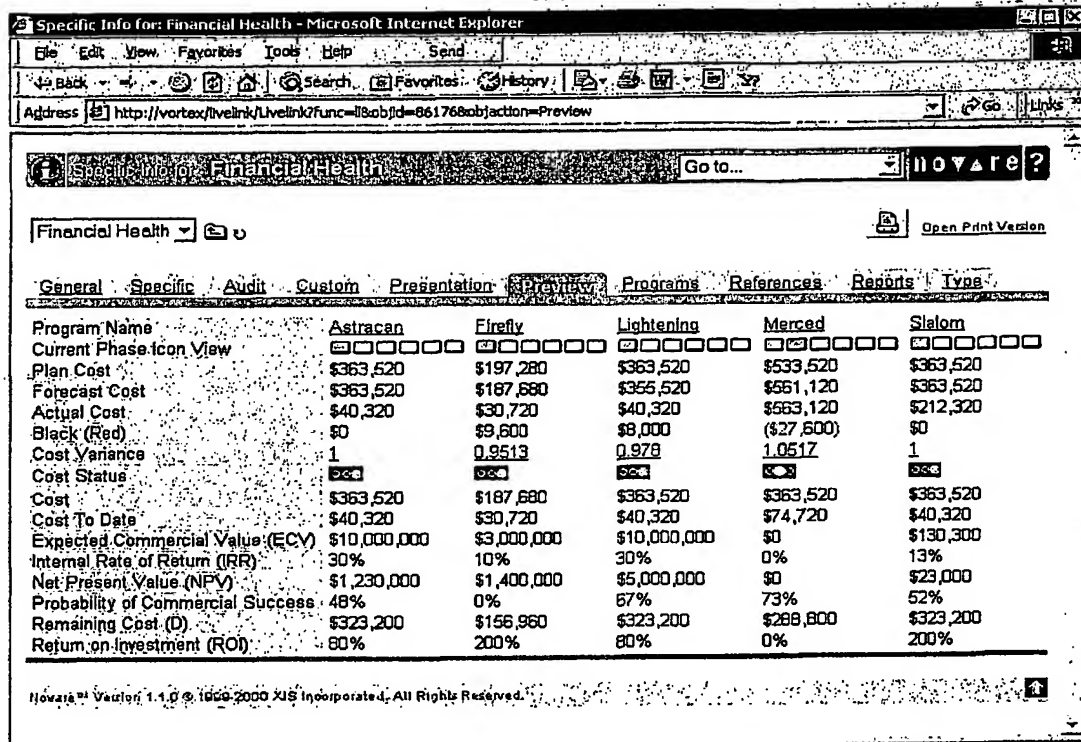 Specific Info for: Financial Health - Microsoft Internet Explorer
File Edit View Favorites Tools Help Send
Back Search Favorites History
Address http://vortex/livelink/Livelink?func=ll&objid=86176&objaction=Preview Go Links »
Specific Info for: Financial Health Go to... novare ?
Financial Health Open Print Version
General Specific Audit Custom Presentation Preview Programs References Reports Type
Program Name Astracan Firefly Lightening Merced Slalom
Current Phase Icon View
Plan Cost $363,520 $197,280 $363,520 $533,520 $363,520
Forecast Cost $363,520 $187,680 $355,520 $561,120 $363,520
Actual Cost $40,320 $30,720 $40,320 $563,120 $212,320
Black (Red) $0 $9,600 $8,000 ($27,600) $0
Cost Variance 1 0.9513 0.978 1.0517 1
Cost Status
Cost $363,520 $187,680 $363,520 $363,520 $363,520
Cost To Date $40,320 $30,720 $40,320 $74,720 $40,320
Expected Commercial Value (ECV) $10,000,000 $3,000,000 $10,000,000 $0 $130,300
Internal Rate of Return (IRR) 30% 10% 30% 0% 13%
Net Present Value (NPV) $1,230,000 $1,400,000 $5,000,000 $0 $23,000
Probability of Commercial Success 48% 0% 67% 73% 52%
Remaining Cost (D) $323,200 $156,960 $323,200 $288,800 $323,200
Return on Investment (ROI) 80% 200% 80% 0% 200%
Novare™ Version 1.1.0 © 1999-2000 XIS Incorporated. All Rights Reserved.